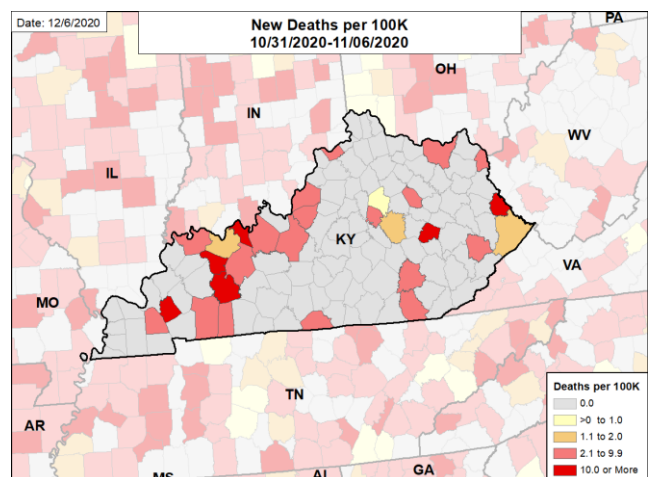 Date: 12/6/2020
New Deaths per 100K
10/31/2020-11/06/2020
PA
OH
IN
WV
IL
KY
VA
MO
TN
AR
MS
AL
GA
Deaths per 100K
0.0
>0 to 1.0
1.1 to 2.0
2.1 to 9.9
10.0 or More